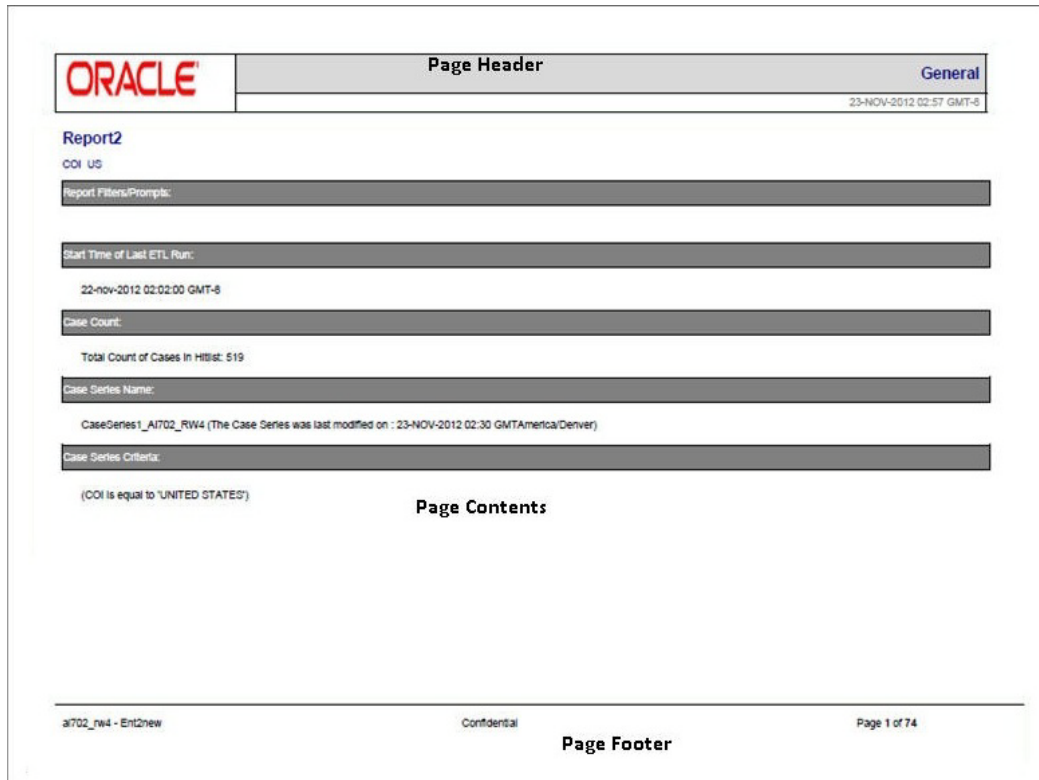 ORACLE
Page Header
General
23-NOV-2012 02:57 GMT-6
Report2
COI US
Report Filters/Prompts:
Start Time of Last ETL Run:
22-nov-2012 02:02:00 GMT-6
Case Count:
Total Count of Cases in Hitlist: 519
Case Series Name:
CaseSeries1_AI702_RW4 (The Case Series was last modified on : 23-NOV-2012 02:30 GMTAmerica/Denver)
Case Series Criteria:
(COI is equal to 'UNITED STATES')
Page Contents
ai702_rw4 - Ent2new
Confidential
Page 1 of 74
Page Footer